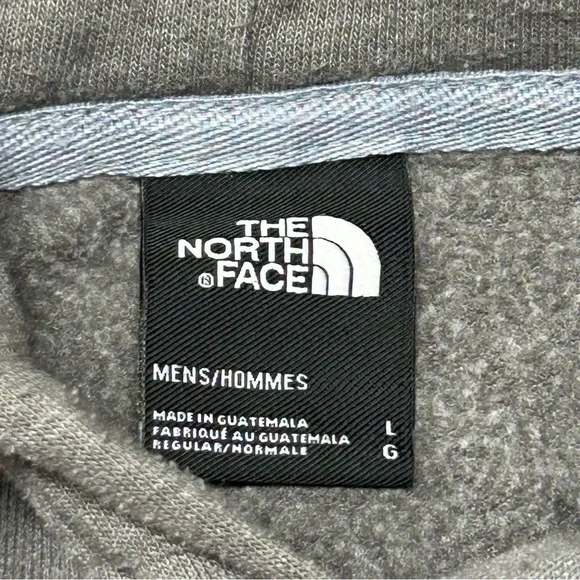 THE
NORTH
®FACE
MENS/HOMMES
MADE IN GUATEMALA
FABRIQUÉ AU GUATEMALA
REGULAR/NORMALE
L
G